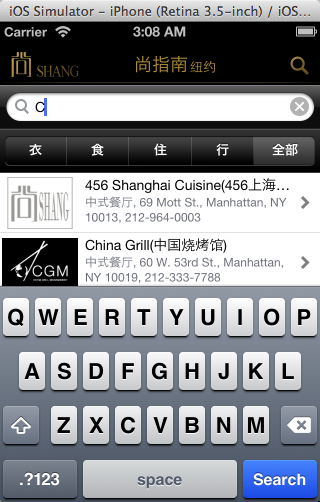 iOS Simulator - iPhone (Retina 3.5-inch) / iOS...
Carrier 3:08 AM
尚 SHANG 尚指南 纽约
C
衣 食 住 行 全部
尚 SHANG
456 Shanghai Cuisine(456上海...
中式餐厅, 69 Mott St., Manhattan, NY
10013, 212-964-0003
CGM
China Grill(中国烧烤馆)
中式餐厅, 60 W. 53rd St., Manhattan,
NY 10019, 212-333-7788
Q W E R T Y U I O P
A S D F G H J K L
Z X C V B N M
.?123 space Search